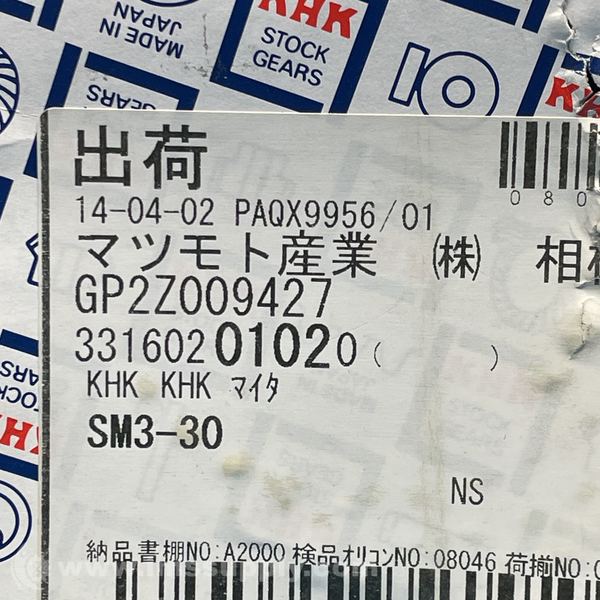 MADE IN
JAPAN
KHK
STOCK
GEARS
出荷
14-04-02 PAQX9956/01
080
マツモト産業 ㈱ 相
GP2Z009427
331602010200( )
KHK KHK マイタ
SM3-30
NS
納品書棚NO:A2000 検品オリコンNO:08046 荷揃NO: